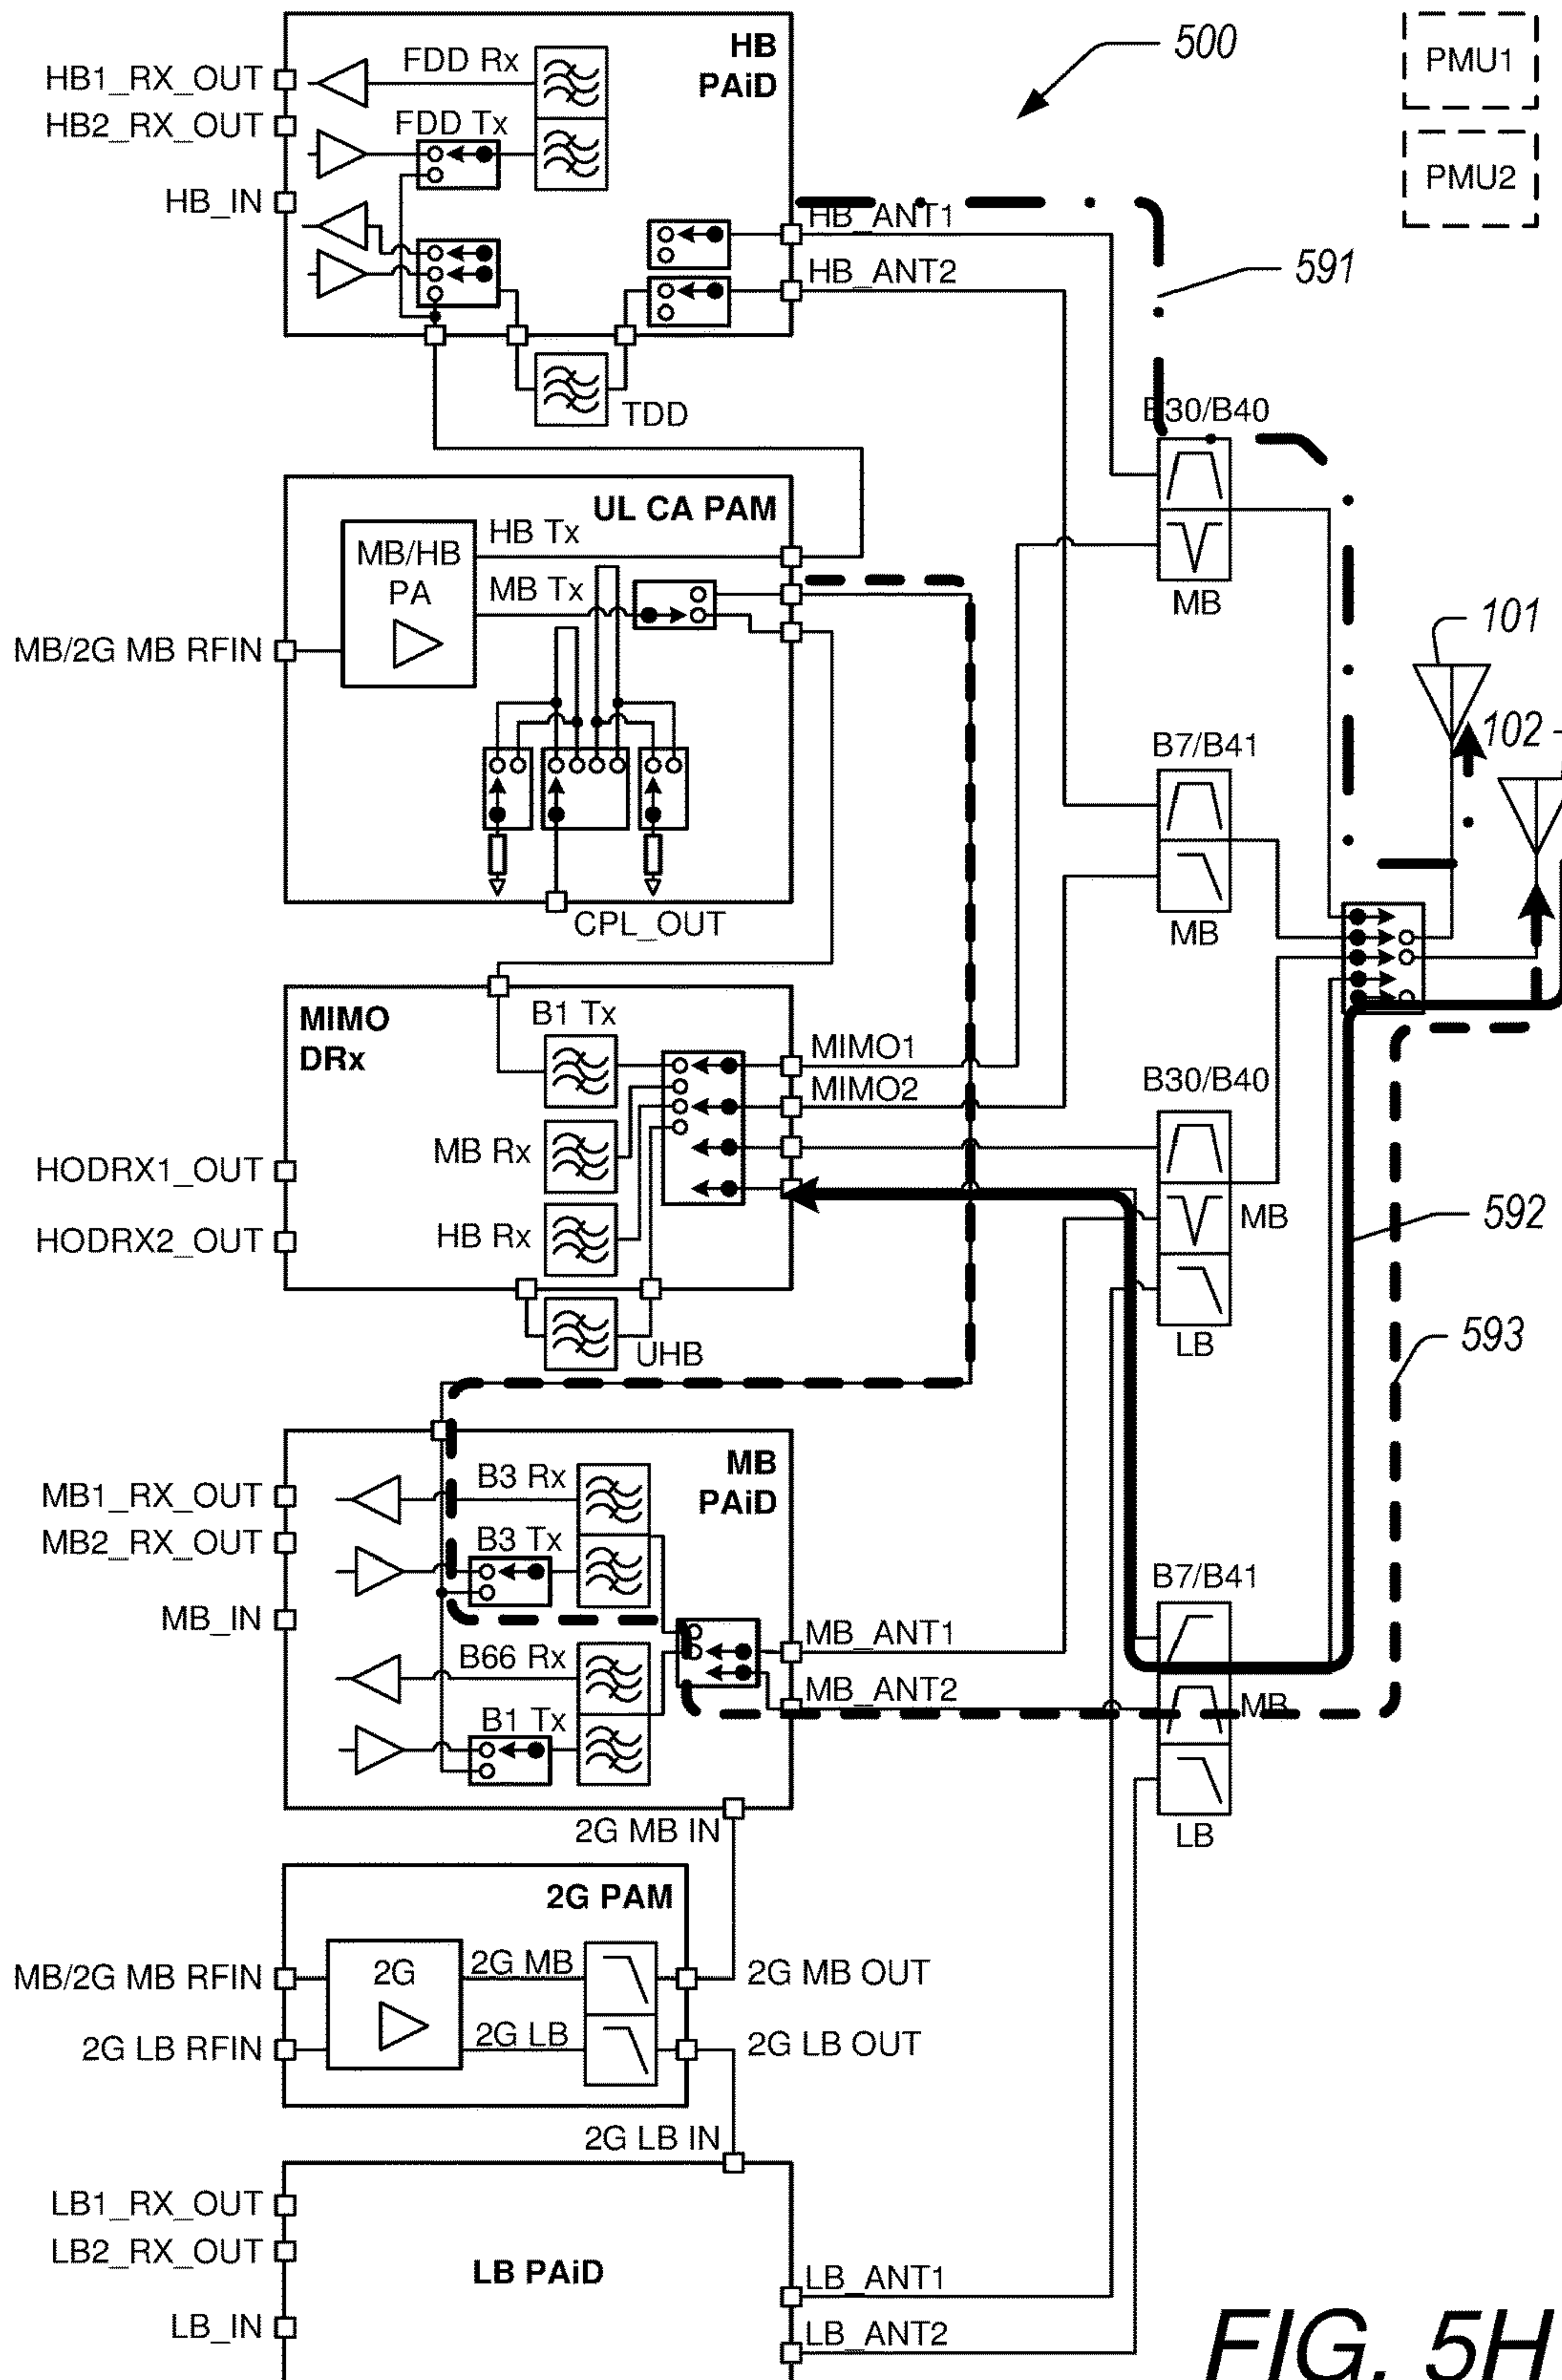 HB
PAiD
500
PMU1
PMU2
HB1_RX_OUT
HB2_RX_OUT
HB_IN
FDD Rx
FDD Tx
HB_ANT1
HB_ANT2
591
TDD
B30/B40
MB
UL CA PAM
MB/HB
PA
HB Tx
MB Tx
MB/2G MB RFIN
CPL_OUT
101
102
B7/B41
MB
MIMO
DRx
B1 Tx
MB Rx
HB Rx
MIMO1
MIMO2
HODRX1_OUT
HODRX2_OUT
UHB
B30/B40
MB
LB
592
593
MB
PAiD
MB1_RX_OUT
MB2_RX_OUT
MB_IN
B3 Rx
B3 Tx
B66 Rx
B1 Tx
MB_ANT1
MB_ANT2
B7/B41
MB
LB
2G MB IN
2G PAM
MB/2G MB RFIN
2G LB RFIN
2G
2G MB
2G LB
2G MB OUT
2G LB OUT
2G LB IN
LB1_RX_OUT
LB2_RX_OUT
LB_IN
LB PAiD
LB_ANT1
LB_ANT2
FIG. 5H